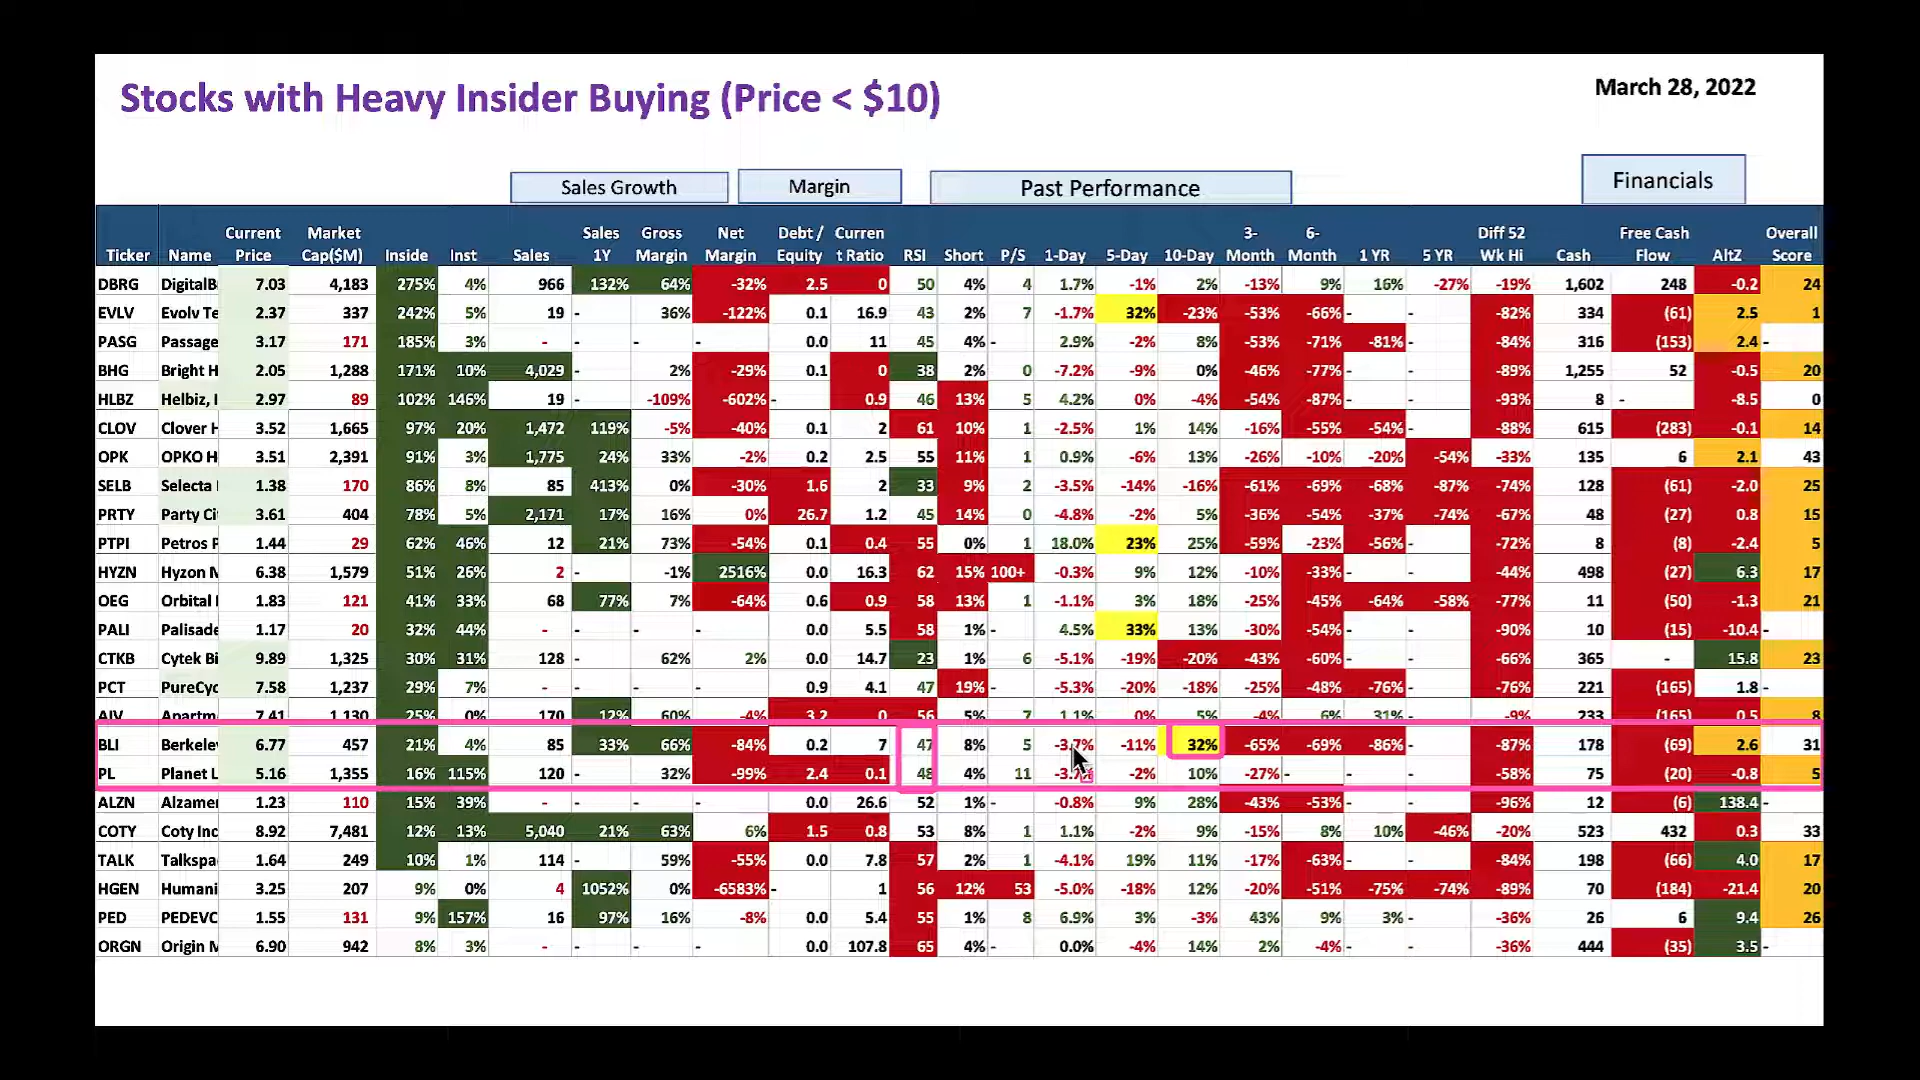 Stocks with Heavy Insider Buying (Price < $10)
March 28, 2022
Sales Growth Margin Past Performance Financials
Ticker Name Current Price Market Cap($M) Inside Inst Sales Sales 1Y Gross Margin Net Margin Debt / Equity Curren t Ratio RSI Short P/S 1-Day 5-Day 10-Day 3-Month 6-Month 1 YR 5 YR Diff 52 Wk Hi Cash Free Cash Flow AltZ Overall Score
DBRG DigitalB 7.03 4,183 275% 4% 966 132% 64% -32% 2.5 0 50 4% 4 1.7% -1% 2% -13% 9% 16% -27% -19% 1,602 248 -0.2 24
EVLV Evolv Te 2.37 337 242% 5% 19 - 36% -122% 0.1 16.9 43 2% 7 -1.7% 32% -23% -53% -66% - -82% 334 (61) 2.5 1
PASG Passage 3.17 171 185% 3% - - - - 0.0 11 45 4% - 2.9% -2% 8% -53% -71% -81% - -84% 316 (153) 2.4 -
BHG Bright H 2.05 1,288 171% 10% 4,029 - 2% -29% 0.1 0 38 2% 0 -7.2% -9% 0% -46% -77% - - -89% 1,255 52 -0.5 20
HLBZ Helbiz, I 2.97 89 102% 146% 19 - -109% -602% - 0.9 46 13% 5 4.2% 0% -4% -54% -87% - - -93% 8 - -8.5 0
CLOV Clover H 3.52 1,665 97% 20% 1,472 119% -5% -40% 0.1 2 61 10% 1 -2.5% 1% 14% -16% -55% -54% - -88% 615 (283) -0.1 14
OPK OPKO H 3.51 2,391 91% 3% 1,775 24% 33% -2% 0.2 2.5 55 11% 1 0.9% -6% 13% -26% -10% -20% -54% -33% 135 6 2.1 43
SELB Selecta 1.38 170 86% 8% 85 413% 0% -30% 1.6 2 33 9% 2 -3.5% -14% -16% -61% -69% -68% -87% -74% 128 (61) -2.0 25
PRTY Party Ci 3.61 404 78% 5% 2,171 17% 16% 0% 26.7 1.2 45 14% 0 -4.8% -2% 5% -36% -54% -37% -74% -67% 48 (27) 0.8 15
PTPI Petros P 1.44 29 62% 46% 12 21% 73% -54% 0.1 0.4 55 0% 1 18.0% 23% 25% -59% -23% -56% - -72% 8 (8) -2.4 5
HYZN Hyzon M 6.38 1,579 51% 26% 2 - -1% 2516% 0.0 16.3 62 15% 100+ -0.3% 9% 12% -10% -33% - - -44% 498 (27) 6.3 17
OEG Orbital 1.83 121 41% 33% 68 77% 7% -64% 0.6 0.9 58 13% 1 -1.1% 3% 18% -25% -45% -64% -58% -77% 11 (50) -1.3 21
PALI Palisade 1.17 20 32% 44% - - - - 0.0 5.5 58 1% - 4.5% 33% 13% -30% -54% - - -90% 10 (15) -10.4 -
CTKB Cytek Bi 9.89 1,325 30% 31% 128 - 62% 2% 0.0 14.7 23 1% 6 -5.1% -19% -20% -43% -60% - - -66% 365 - 15.8 23
PCT PureCyc 7.58 1,237 29% 7% - - - - 0.9 4.1 47 19% - -5.3% -20% -18% -25% -48% -76% - -76% 221 (165) 1.8 -
AIV Apartm 7.41 1,130 25% 0% 170 12% 60% -4% 3.2 0 56 5% 7 1.1% 0% 5% -4% 6% 31% - -9% 233 (165) 0.5 8
BLI Berkeley 6.77 457 21% 4% 85 33% 66% -84% 0.2 7 47 8% 5 -3.7% -11% 32% -65% -69% -86% - -87% 178 (69) 2.6 31
PL Planet L 5.16 1,355 16% 115% 120 - 32% -99% 2.4 0.1 48 4% 11 -2% 10% -27% - - - -58% 75 (20) -0.8 5
ALZN Alzamer 1.23 110 15% 39% - - - - 0.0 26.6 52 1% - -0.8% 9% 28% -43% -53% - - -96% 12 (6) 138.4 -
COTY Coty Inc 8.92 7,481 12% 13% 5,040 21% 63% 6% 1.5 0.8 53 8% 1 1.1% -2% 9% -15% 8% 10% -46% -20% 523 432 0.3 33
TALK Talkspa 1.64 249 10% 1% 114 - 59% -55% 0.0 7.8 57 2% 1 -4.1% 19% 11% -17% -63% - - -84% 198 (66) 4.0 17
HGEN Humani 3.25 207 9% 0% 4 1052% 0% -6583% - 1 56 12% 53 -5.0% -18% 12% -20% -51% -75% -74% -89% 70 (184) -21.4 20
PED PEDEVC 1.55 131 9% 157% 16 97% 16% -8% 0.0 5.4 55 1% 8 6.9% 3% -3% 43% 9% 3% - -36% 26 6 9.4 26
ORGN Origin M 6.90 942 8% 3% - - - - 0.0 107.8 65 4% - 0.0% -4% 14% 2% -4% - - -36% 444 (35) 3.5 -